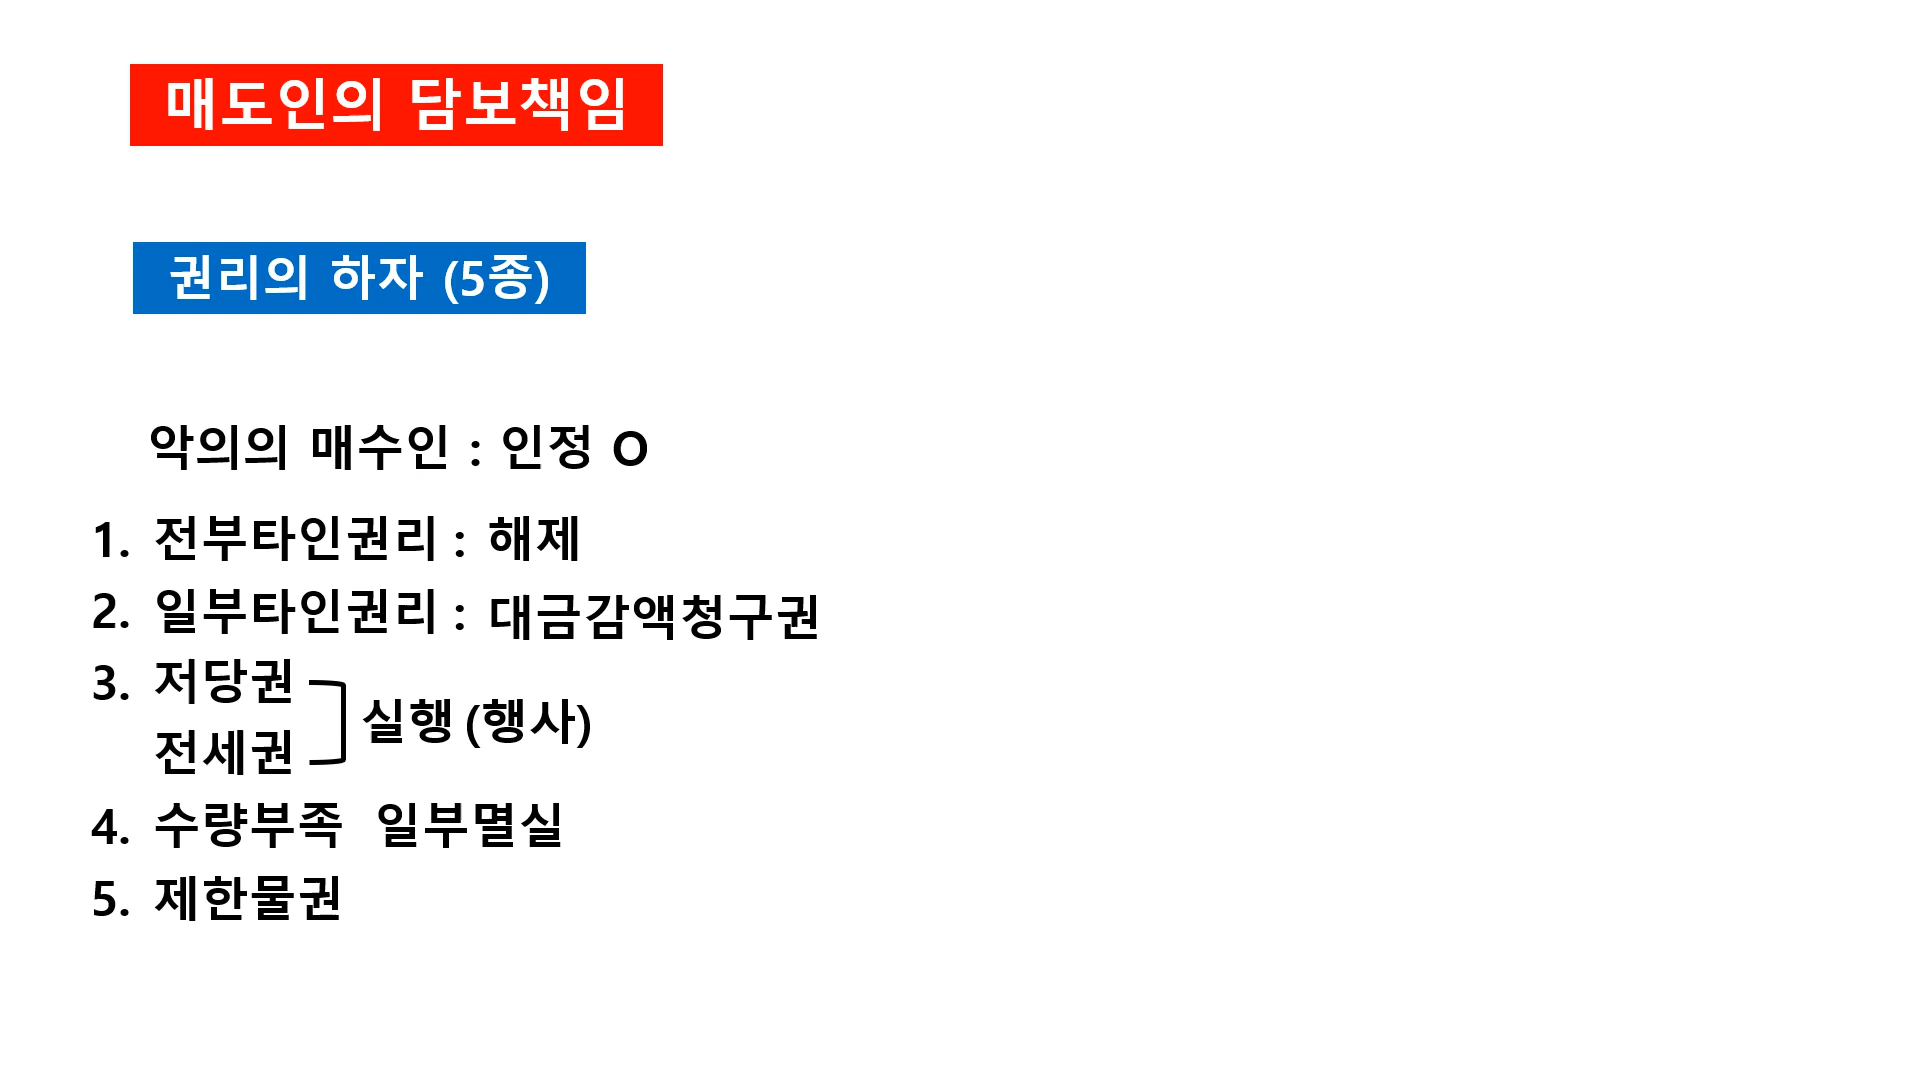 매도인의 담보책임
권리의 하자 (5종)
악의의 매수인 : 인정 O
1. 전부타인권리 : 해제
2. 일부타인권리 : 대금감액청구권
3. 저당권
전세권
실행 (행사)
4. 수량부족 일부멸실
5. 제한물권